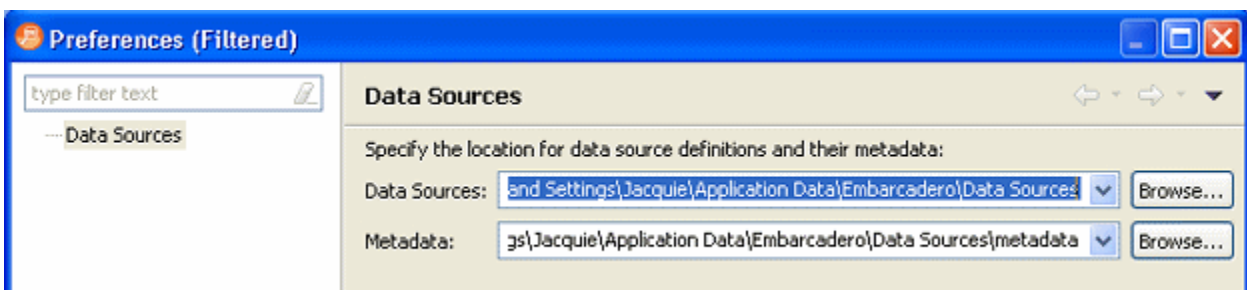 Preferences (Filtered)
type filter text
Data Sources
Data Sources
Specify the location for data source definitions and their metadata:
Data Sources: and Settings\Jacquie\Application Data\Embarcadero\Data Sources Browse...
Metadata: gs\Jacquie\Application Data\Embarcadero\Data Sources\metadata Browse...